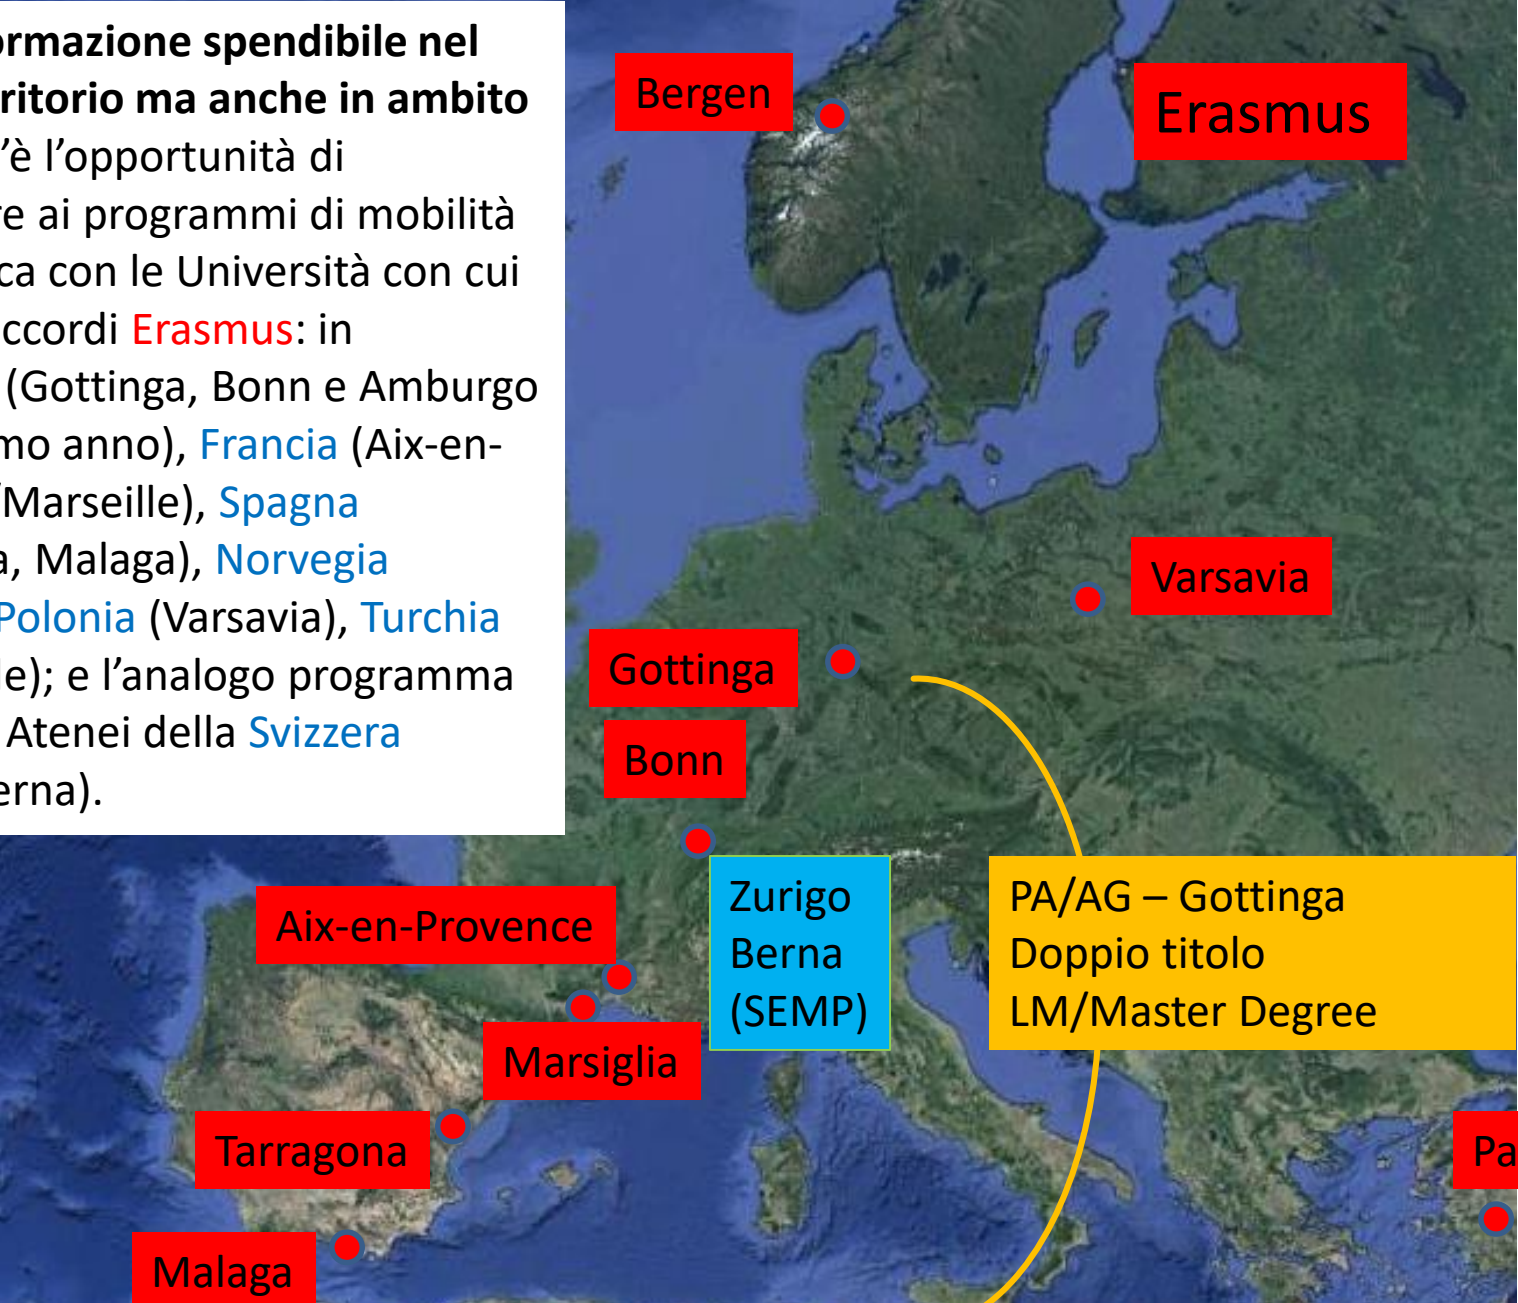 ormazione spendibile nel
ritorio ma anche in ambito
’è l’opportunità di
re ai programmi di mobilità
ca con le Università con cui
ccordi Erasmus: in
(Gottinga, Bonn e Amburgo
mo anno), Francia (Aix-en-
/Marseille), Spagna
a, Malaga), Norvegia
Polonia (Varsavia), Turchia
le); e l’analogo programma
Atenei della Svizzera
erna).
Bergen
Erasmus
Varsavia
Gottinga
Bonn
Aix-en-Provence
Zurigo
Berna
(SEMP)
PA/AG – Gottinga
Doppio titolo
LM/Master Degree
Marsiglia
Tarragona
Pa
Malaga